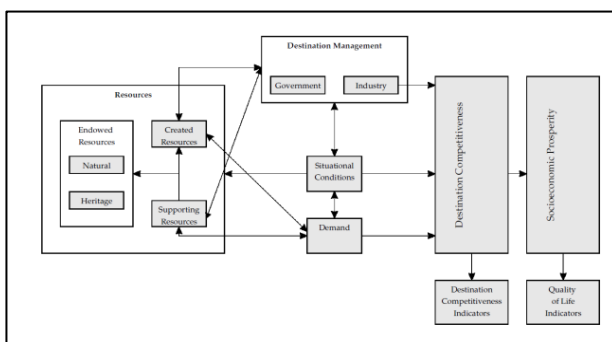 Destination Management
Government
Industry
Resources
Endowed
Resources
Natural
Heritage
Created
Resources
Supporting
Resources
Situational
Conditions
Demand
Destination Competitiveness
Socioeconomic Prosperity
Destination
Competitiveness
Indicators
Quality
of Life
Indicators